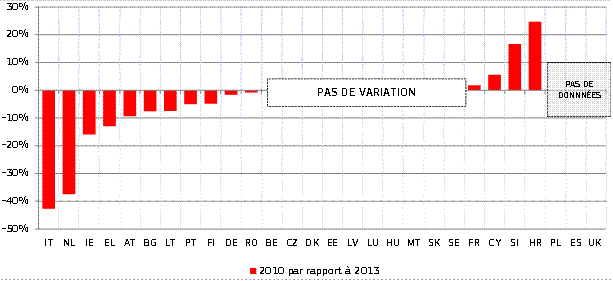 30%
20%
10%
0%
-10%
-20%
-30%
-40%
-50%
PAS DE VARIATION
PAS DE
DONNNÉES
IT NL IE EL AT BG LT PT FI DE RO BE CZ DK EE LV LU HU MT SK SE FR CY SI HR PL ES UK
2010 par rapport à 2013